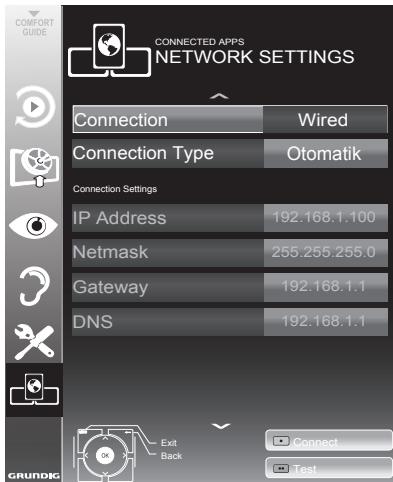 COMFORT
GUIDE
CONNECTED APPS
NETWORK SETTINGS
Connection Wired
Connection Type Otomatik
Connection Settings
IP Address 192.168.1.100
Netmask 255.255.255.0
Gateway 192.168.1.1
DNS 192.168.1.1
OK
Exit
Back
Connect
Test
GRUNDIG